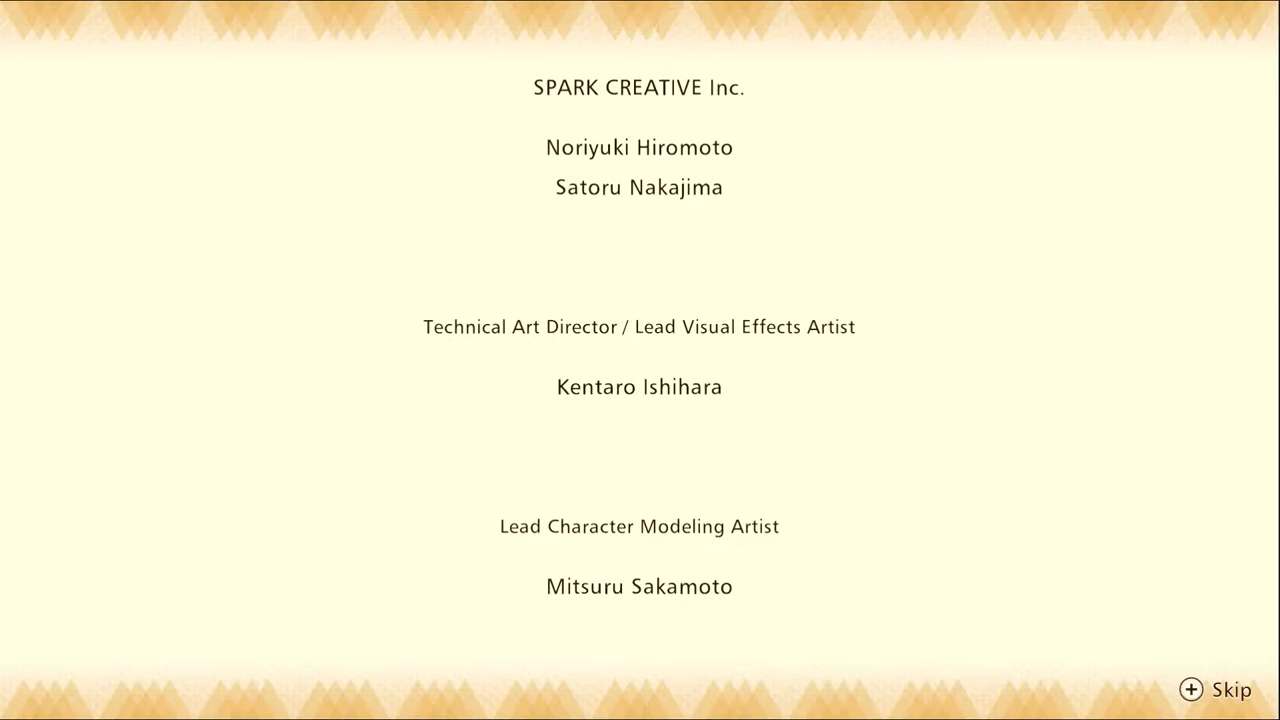 SPARK CREATIVE Inc.
Noriyuki Hiromoto
Satoru Nakajima
Technical Art Director / Lead Visual Effects Artist
Kentaro Ishihara
Lead Character Modeling Artist
Mitsuru Sakamoto
Skip